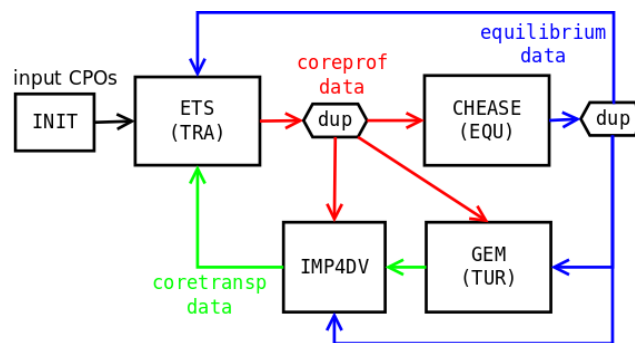 equilibrium
data
coreprof
data
input CPOs
INIT
ETS
(TRA)
dup
CHEASE
(EQU)
dup
IMP4DV
GEM
(TUR)
coretransp
data